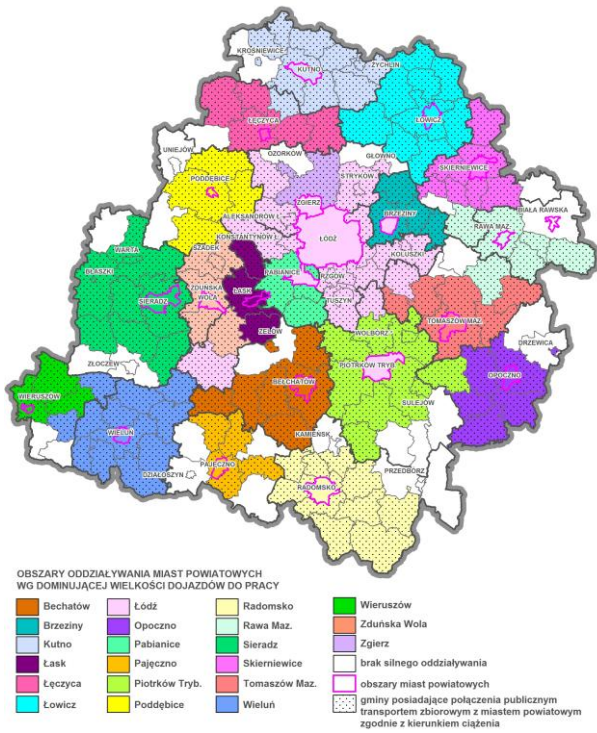 KROŚNIEWICE
ŻYCHLIN
KUTNO
ŁĘCZYCA
ŁOWICZ
UNIEJÓW
OZORKÓW
GŁOWNO
SKIERNIEWICE
PODDĘBICE
STRYKÓW
ZGIERZ
BRZEZINY
BIAŁA RAWSKA
ALEKSANDRÓW Ł.
RAWA MAZ.
WARTA
KONSTANTYNÓW Ł.
ŁÓDŹ
SZADEK
KOLUSZKI
BŁASZKI
PABIANICE
RZGÓW
ZDUŃSKA
WOLA
ŁASK
SIERADZ
TUSZYN
TOMASZÓW MAZ.
ZELÓW
WOLBÓRZ
DRZEWICA
ZŁOCZEW
PIOTRKÓW TRYB.
OPOCZNO
WIERUSZÓW
BEŁCHATÓW
SULEJÓW
WIELUŃ
KAMIEŃSK
PAJĘCZNO
DZIAŁOSZYN
PRZEDBÓRZ
RADOMSKO
OBSZARY ODDZIAŁYWANIA MIAST POWIATOWYCH
WG DOMINUJĄCEJ WIELKOŚCI DOJAZDÓW DO PRACY
Bechatów
Brzeziny
Kutno
Łask
Łęczyca
Łowicz
Łódź
Opoczno
Pabianice
Pajęczno
Piotrków Tryb.
Poddębice
Radomsko
Rawa Maz.
Sieradz
Skierniewice
Tomaszów Maz.
Wieluń
Wieruszów
Zduńska Wola
Zgierz
brak silnego oddziaływania
obszary miast powiatowych
gminy posiadające połączenia publicznym
transportem zbiorowym z miastem powiatowym
zgodnie z kierunkiem ciążenia